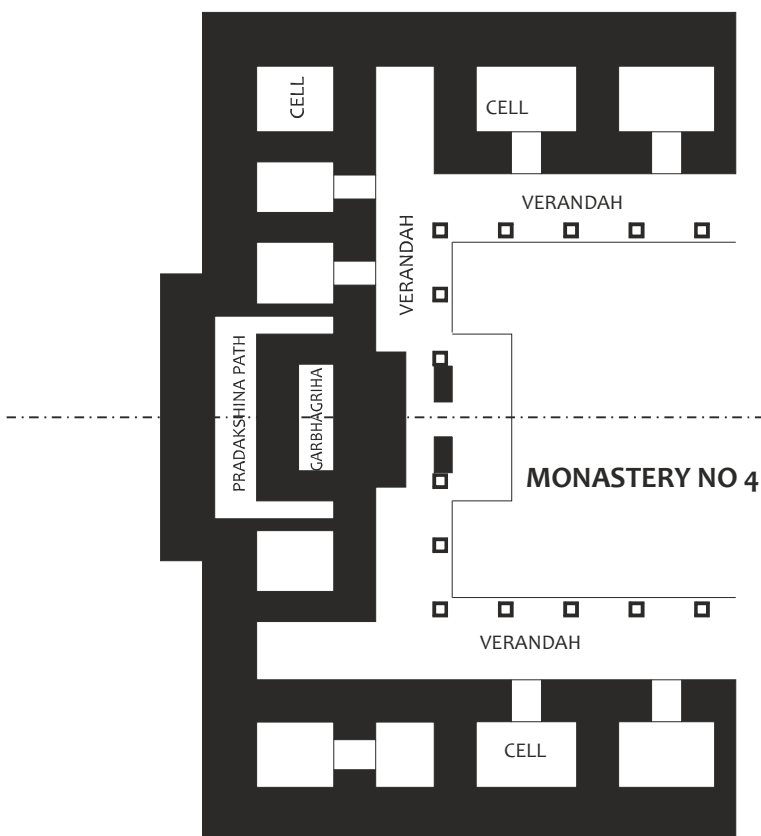 CELL
CELL
VERANDAH
VERANDAH
PRADAKSHINA PATH
GARBHAGRIHA
MONASTERY NO 4
VERANDAH
CELL